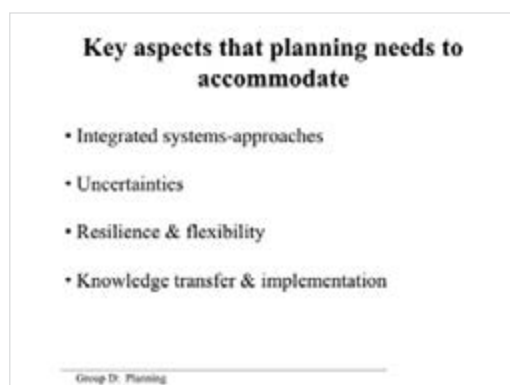 Key aspects that planning needs to
accommodate
• Integrated systems-approaches
• Uncertainties
• Resilience & flexibility
• Knowledge transfer & implementation
Group D: Planning